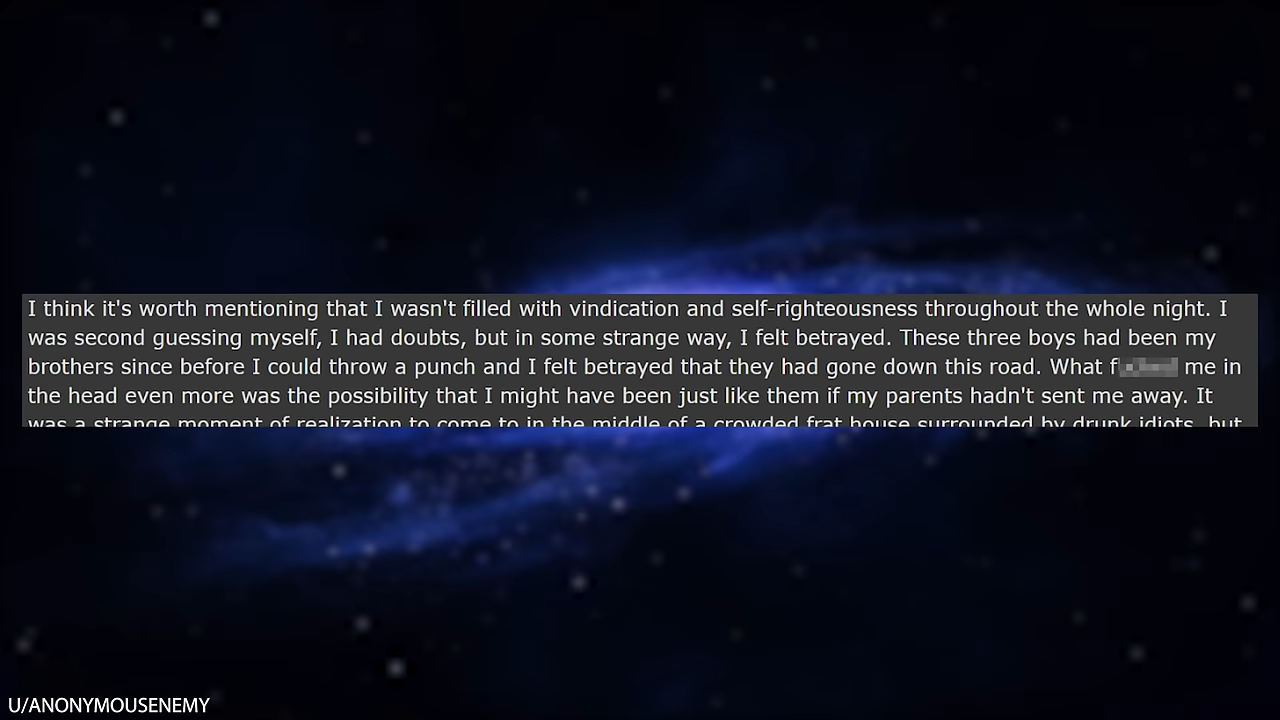 I think it's worth mentioning that I wasn't filled with vindication and self-righteousness throughout the whole night. I
was second guessing myself, I had doubts, but in some strange way, I felt betrayed. These three boys had been my
brothers since before I could throw a punch and I felt betrayed that they had gone down this road. What f me in
the head even more was the possibility that I might have been just like them if my parents hadn't sent me away. It
was a strange moment of realization to come to in the middle of a crowded frat house surrounded by drunk idiots, but
U/ANONYMOUSENEMY